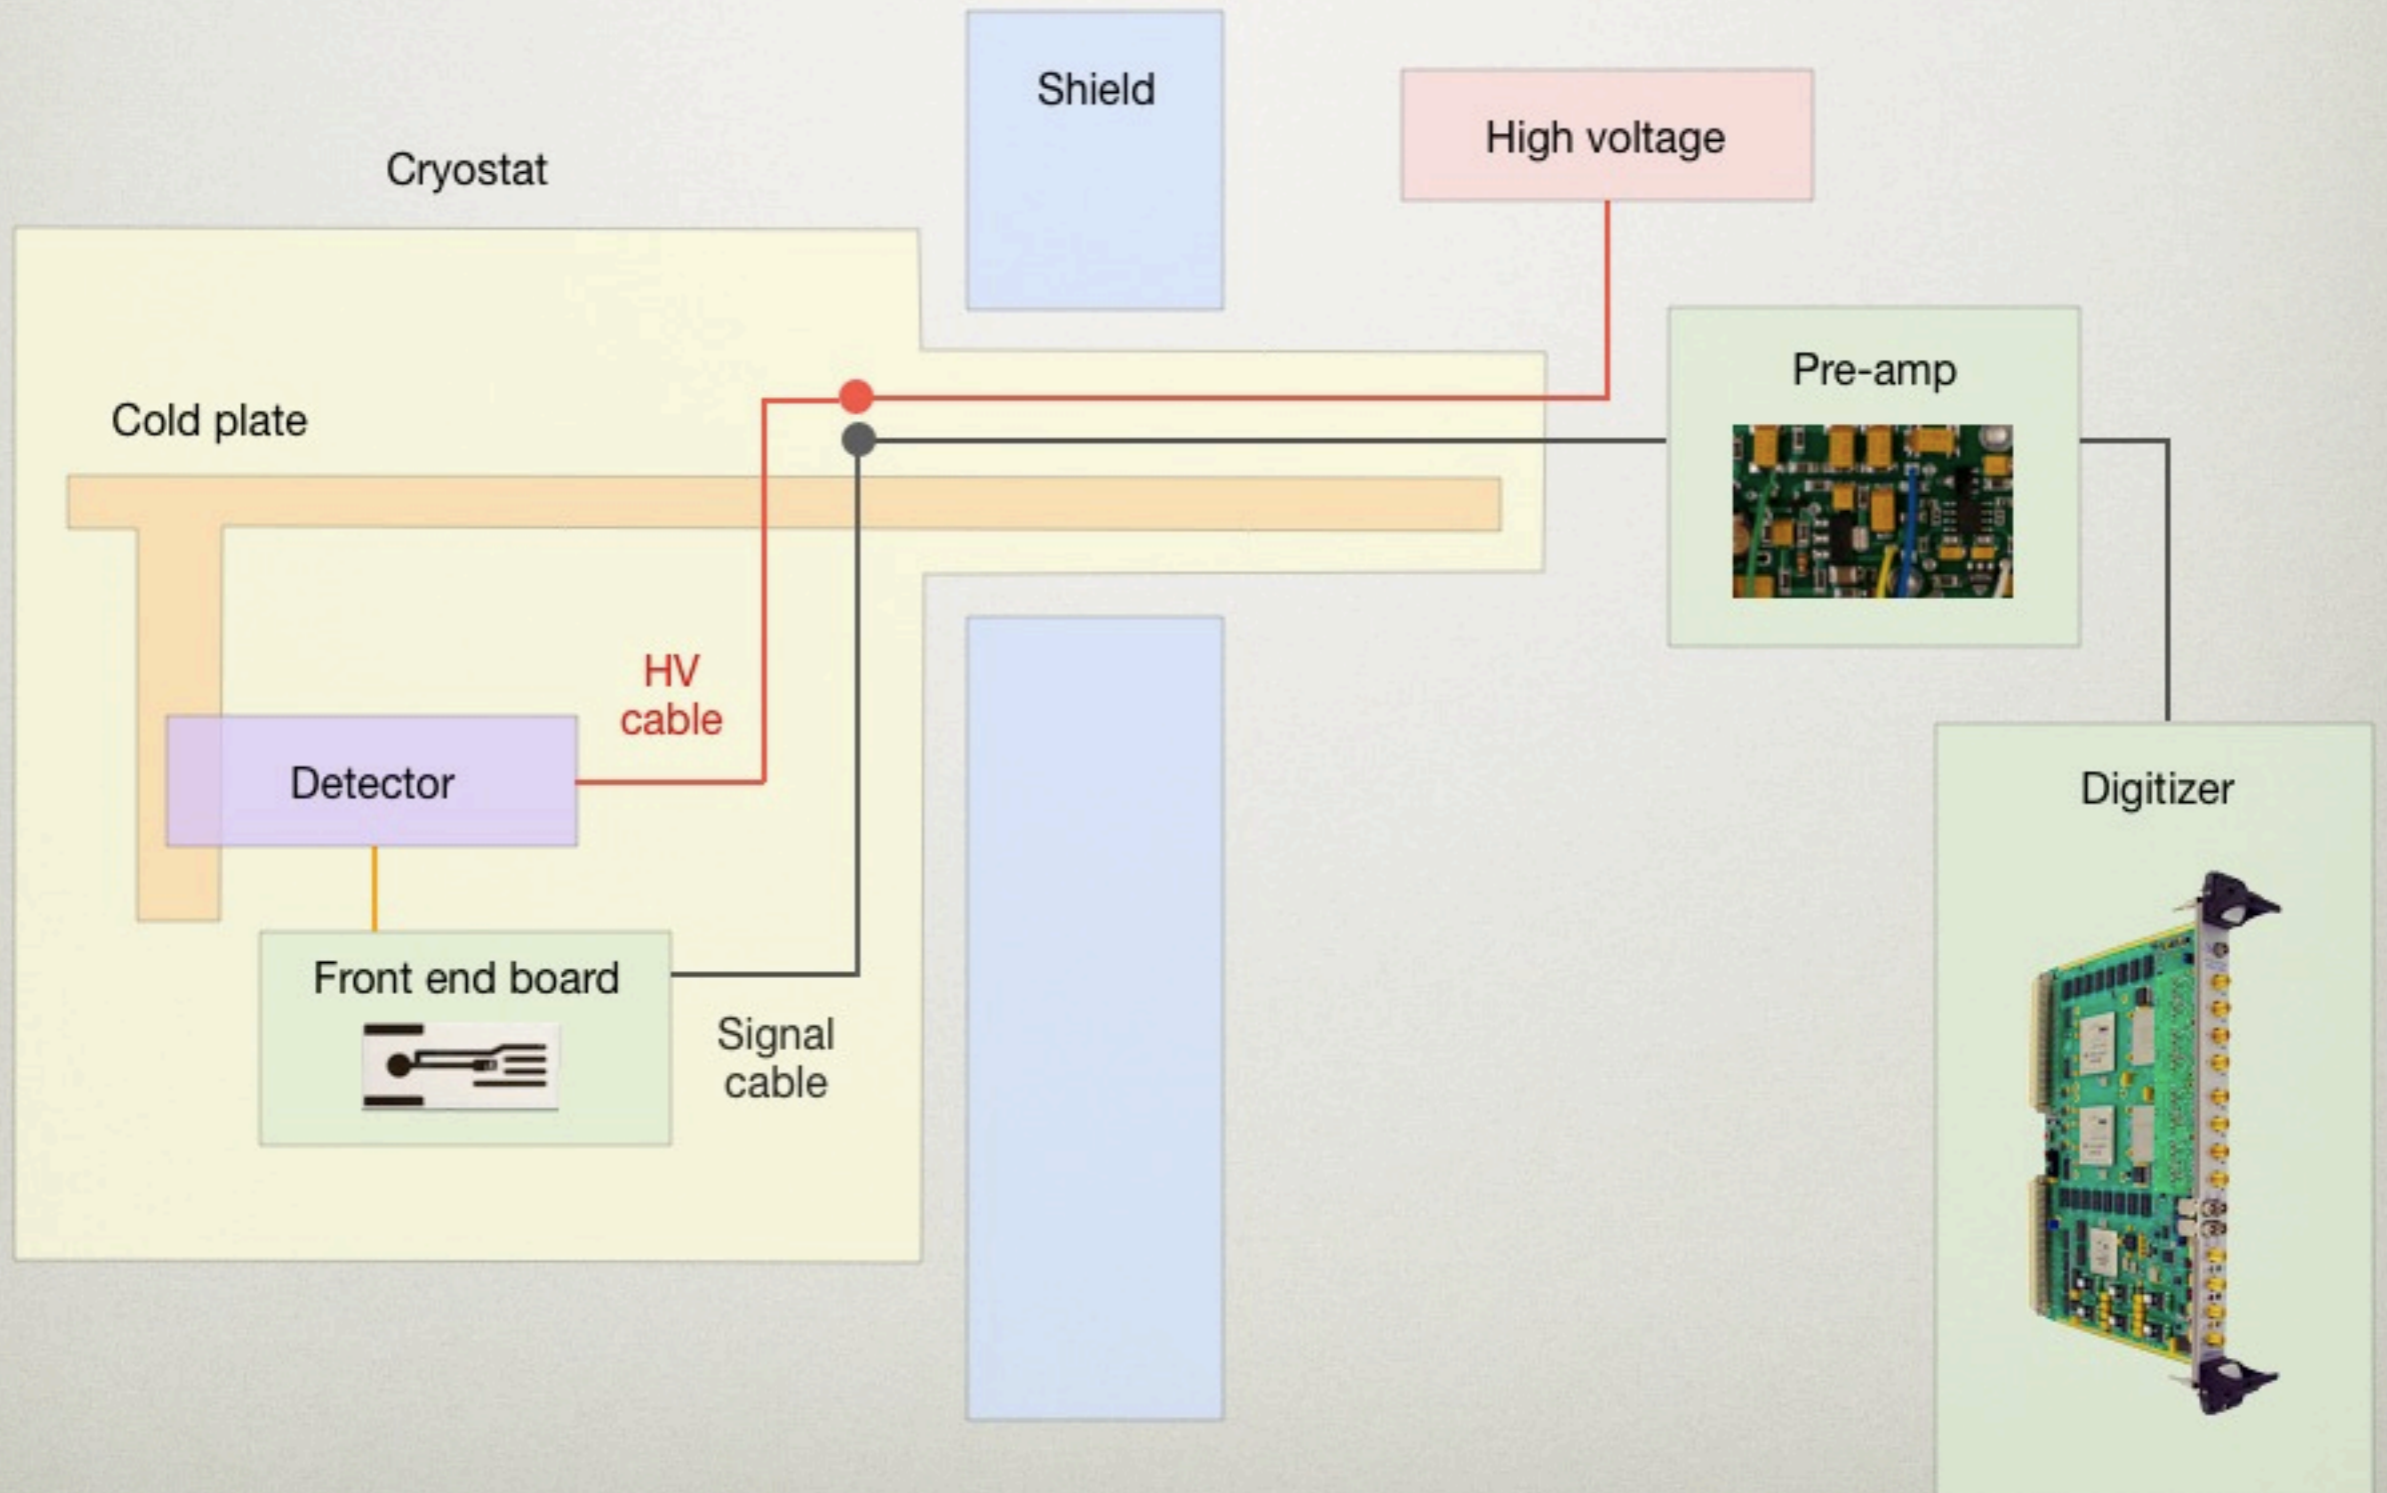 Shield
High voltage
Cryostat
Pre-amp
Cold plate
HV
cable
Detector
Digitizer
Front end board
Signal
cable